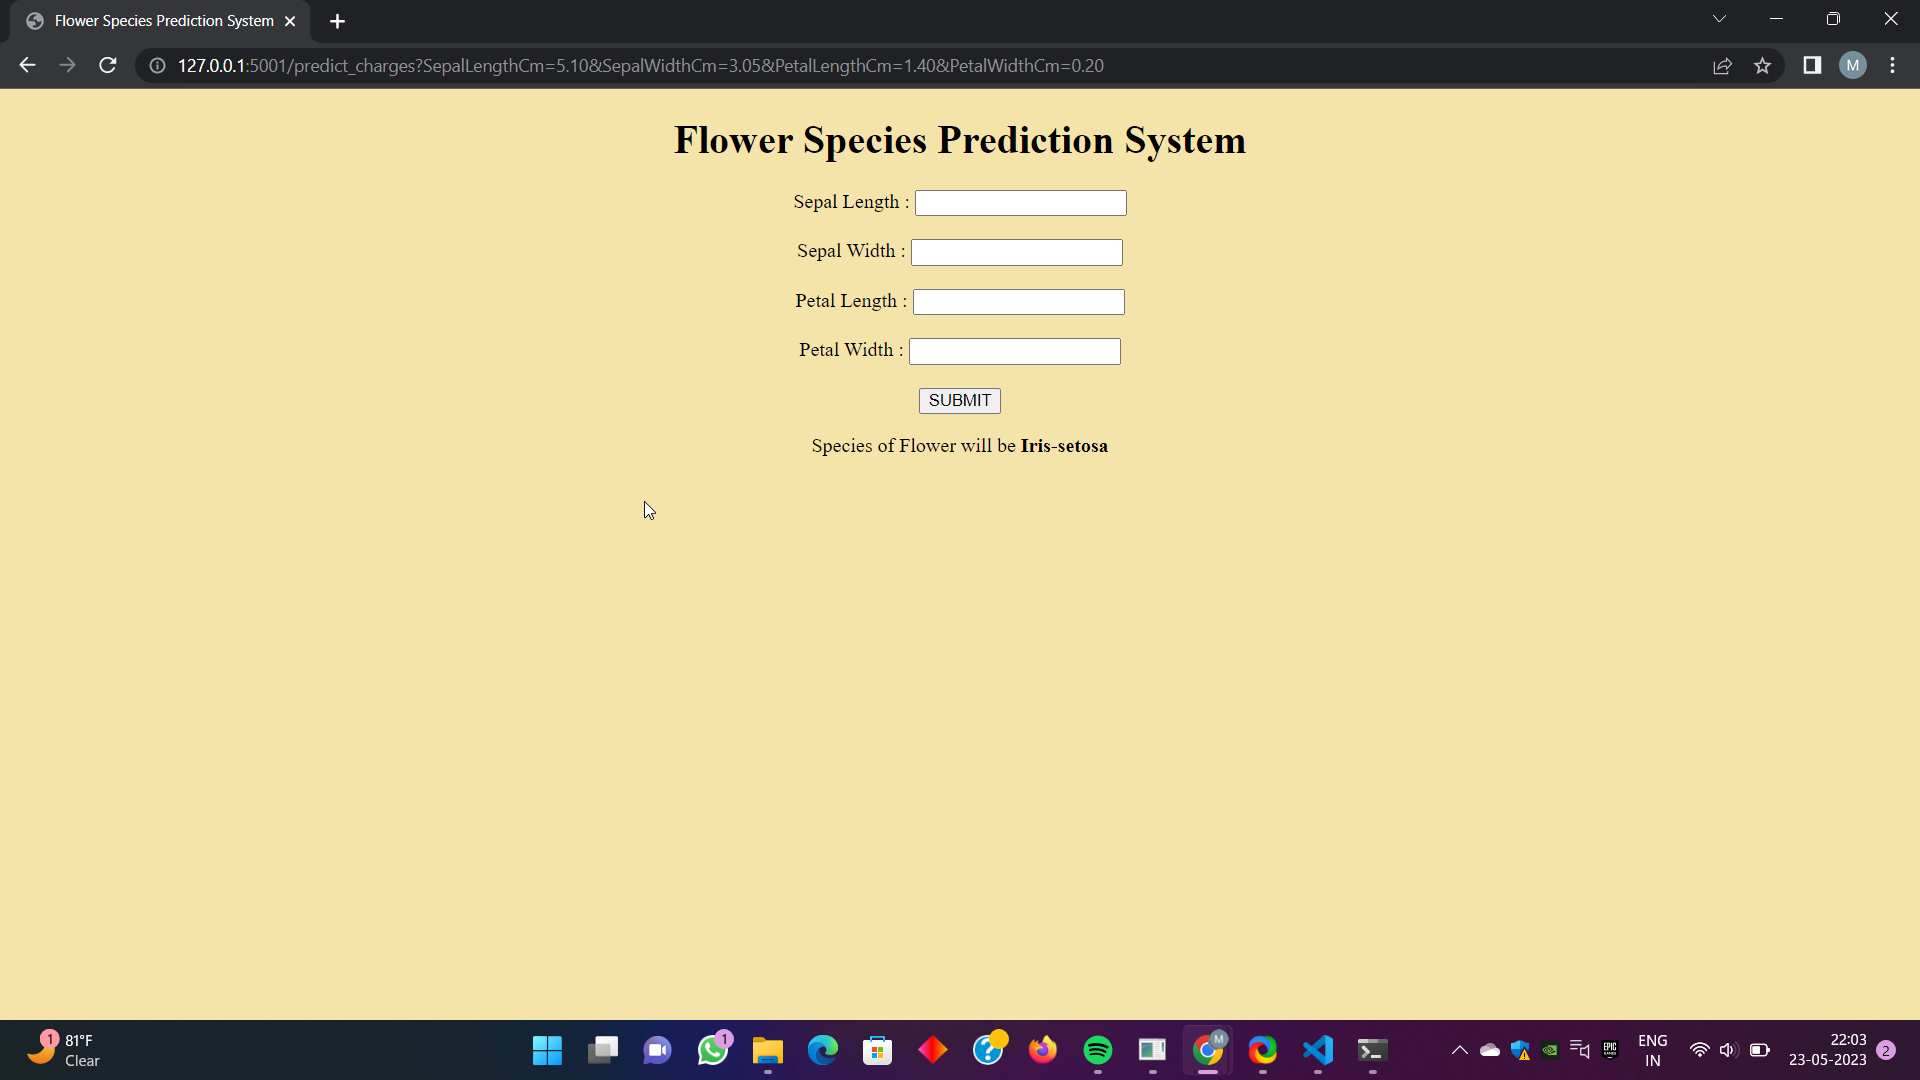 Flower Species Prediction System
127.0.0.1:5001/predict_charges?SepalLengthCm=5.10&SepalWidthCm=3.05&PetalLengthCm=1.40&PetalWidthCm=0.20
M
Flower Species Prediction System
Sepal Length :
Sepal Width :
Petal Length :
Petal Width :
SUBMIT
Species of Flower will be Iris-setosa
1
81°F
Clear
1
M
EPIC GAMES
ENG
IN
22:03
23-05-2023
2